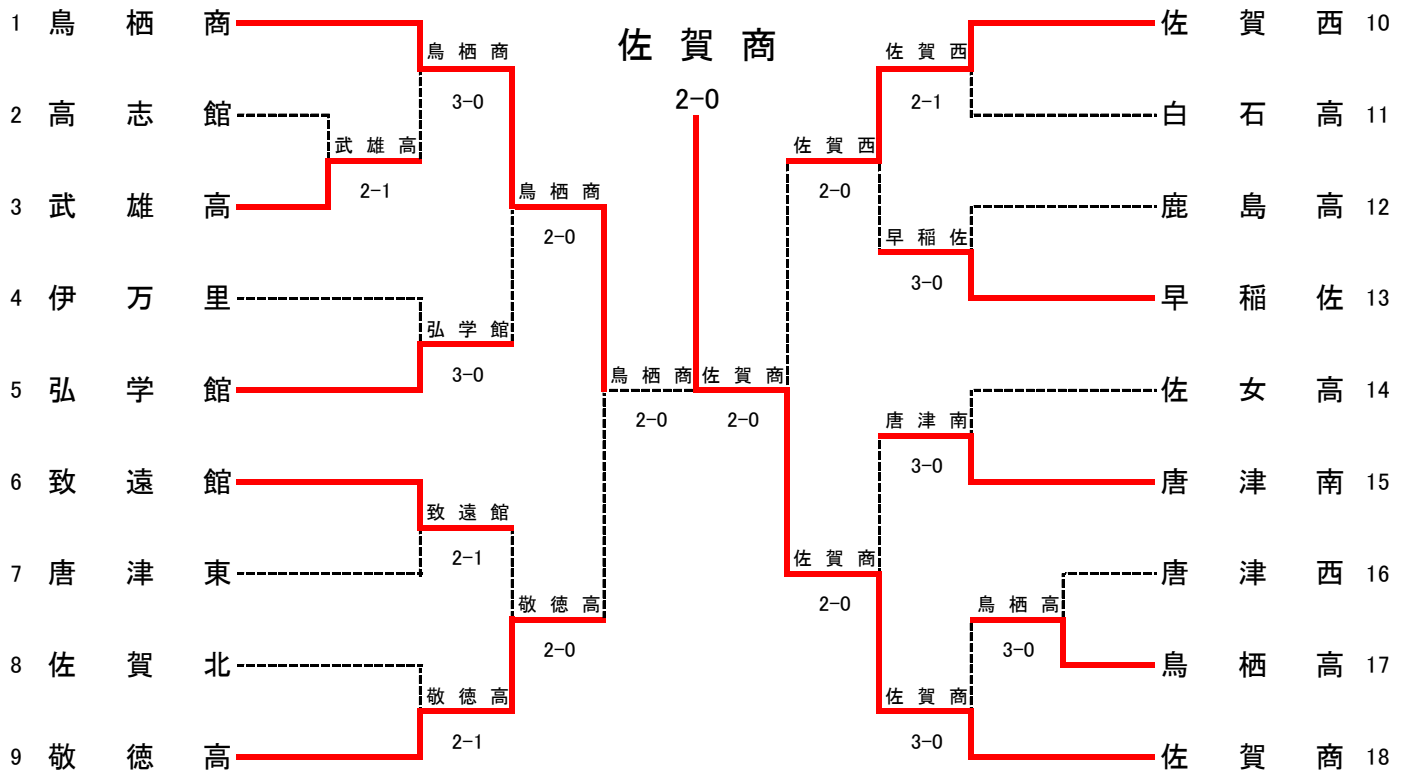 1 鳥栖商
2 高志館
3 武雄高
4 伊万里
5 弘学館
6 致遠館
7 唐津東
8 佐賀北
9 敬徳高
武雄高
2-1
鳥栖商
3-0
弘学館
3-0
致遠館
2-1
敬徳高
2-1
鳥栖商
2-0
敬徳高
2-0
鳥栖商
2-0
佐賀商
2-0
佐賀商
2-0
佐賀西
2-0
佐賀商
2-0
佐賀西
2-1
早稲佐
3-0
唐津南
3-0
佐賀商
3-0
鳥栖高
3-0
佐賀西 10
白石高 11
鹿島高 12
早稲佐 13
佐女高 14
唐津南 15
唐津西 16
鳥栖高 17
佐賀商 18